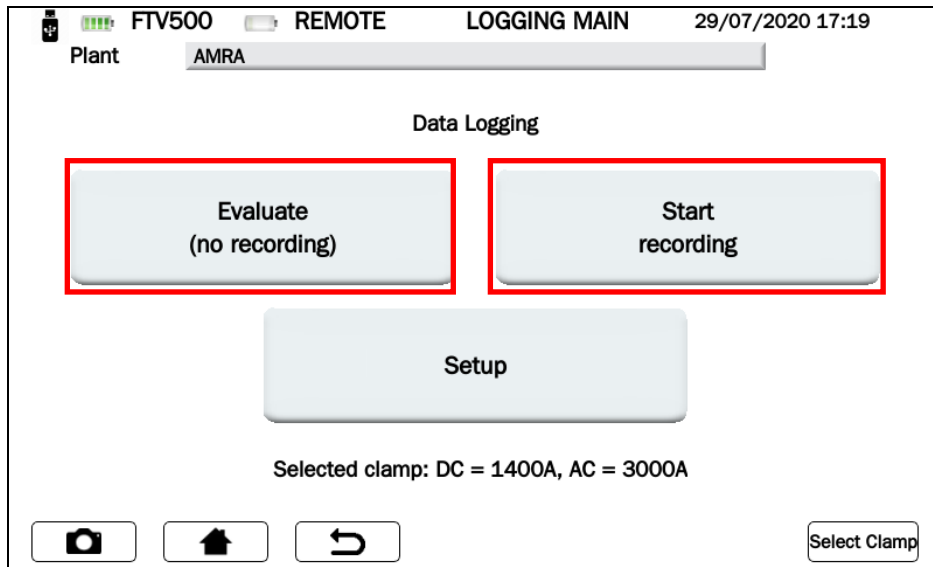 FTV500 REMOTE LOGGING MAIN 29/07/2020 17:19
Plant AMRA
Data Logging
Evaluate
(no recording)
Start
recording
Setup
Selected clamp: DC = 1400A, AC = 3000A
Select Clamp